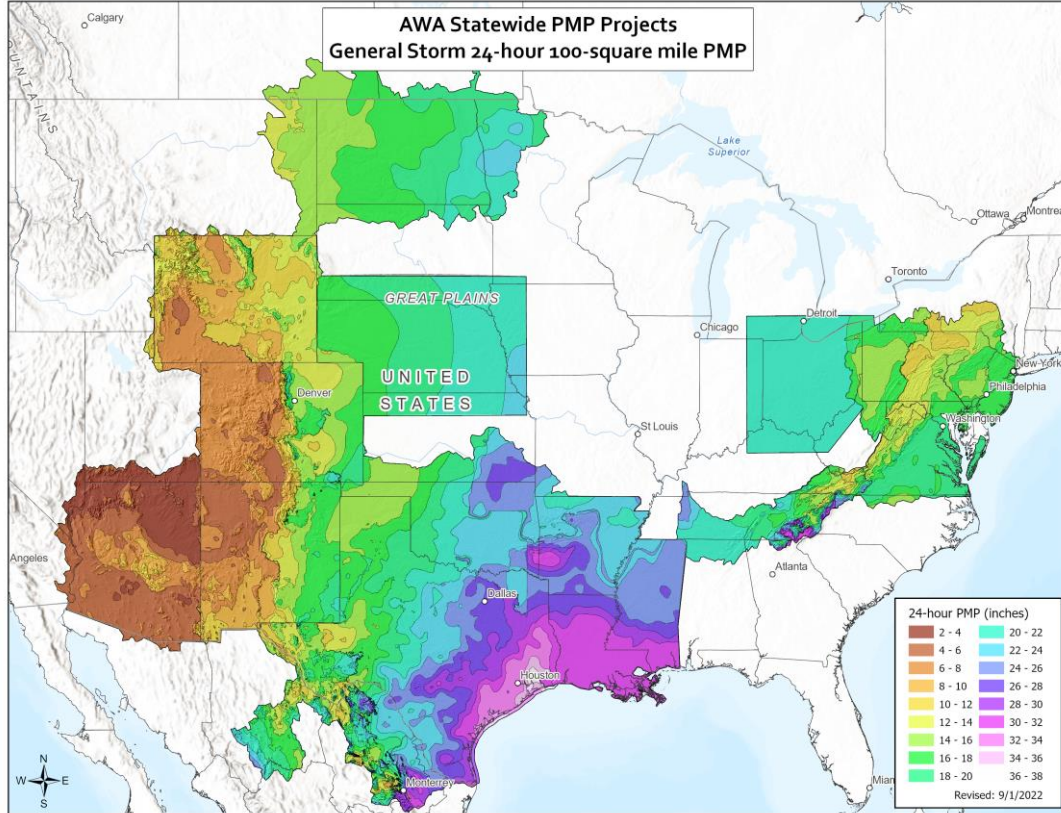 AWA Statewide PMP Projects
General Storm 24-hour 100-square mile PMP
Calgary
UNTAINS
Lake
Superior
Ottawa
Montrea
Toronto
GREAT PLAINS
Detroit
Chicago
New York
Philadelphia
UNITED
STATES
Denver
Washington
St Louis
Angeles
Atlanta
Dallas
Houston
Monterrey
Miam
N
W E
S
24-hour PMP (inches)
2 - 4
4 - 6
6 - 8
8 - 10
10 - 12
12 - 14
14 - 16
16 - 18
18 - 20
20 - 22
22 - 24
24 - 26
26 - 28
28 - 30
30 - 32
32 - 34
34 - 36
36 - 38
Revised: 9/1/2022